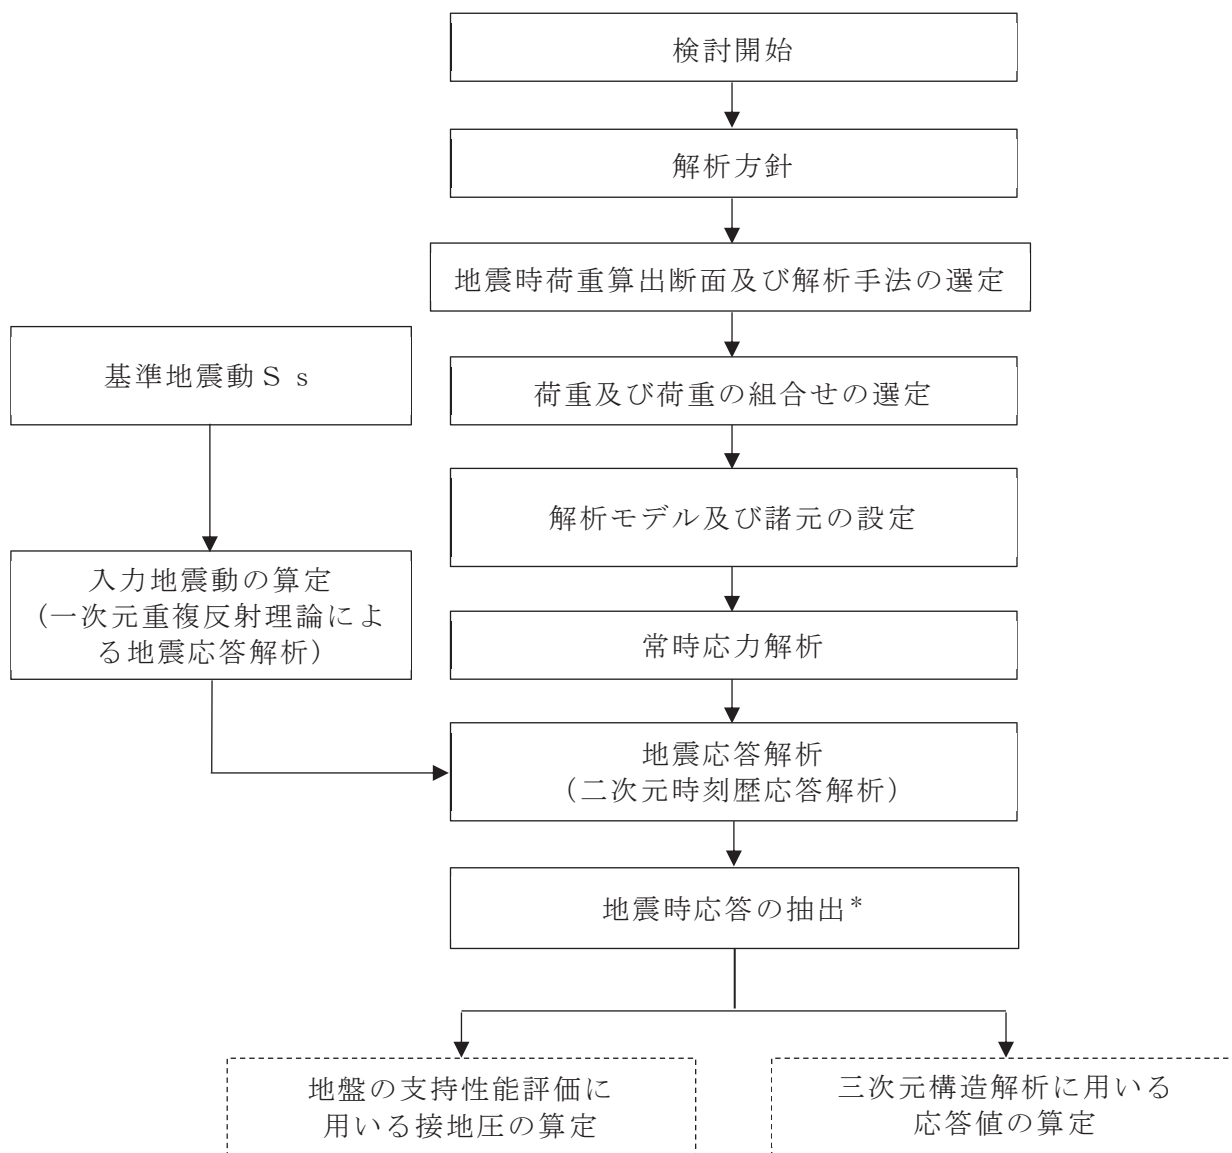 検討開始
解析方針
地震時荷重算出断面及び解析手法の選定
基準地震動Ｓｓ
荷重及び荷重の組合せの選定
解析モデル及び諸元の設定
入力地震動の算定
(一次元重複反射理論によ
る地震応答解析)
常時応力解析
地震応答解析
(二次元時刻歴応答解析)
地震時応答の抽出*
地盤の支持性能評価に
用いる接地圧の算定
三次元構造解析に用いる
応答値の算定